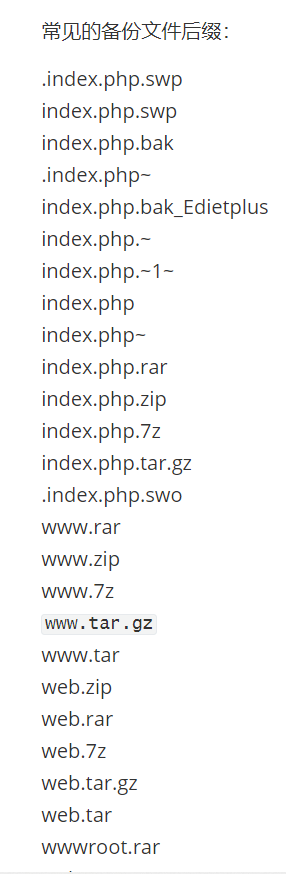 常见的备份文件后缀：
.index.php.swp
index.php.swp
index.php.bak
.index.php~
index.php.bak_Edietplus
index.php.~
index.php.~1~
index.php
index.php~
index.php.rar
index.php.zip
index.php.7z
index.php.tar.gz
.index.php.swo
www.rar
www.zip
www.7z
www.tar.gz
www.tar
web.zip
web.rar
web.7z
web.tar.gz
web.tar
wwwroot.rar